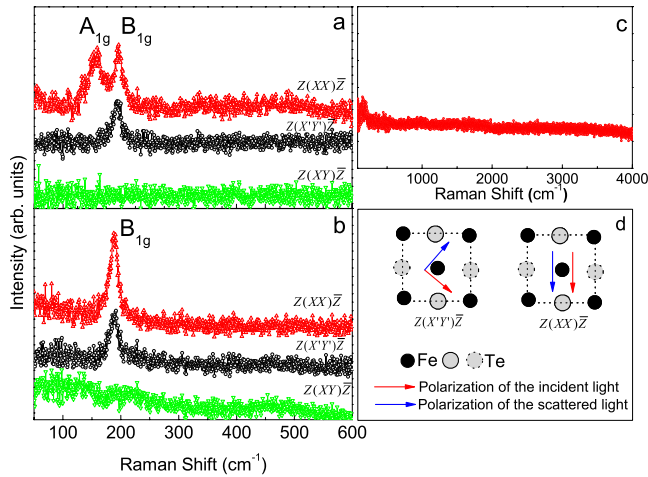 a
A1g B1g
Z(XX)Z̅
Z(X'Y')Z̅
Z(XY)Z̅
b
B1g
Z(XX)Z̅
Z(X'Y')Z̅
Z(XY)Z̅
100 200 300 400 500 600
Raman Shift (cm-1)
Intensity (arb. units)
c
0 1000 2000 3000 4000
Raman Shift (cm-1)
d
Z(X'Y')Z̅ Z(XX)Z̅
Fe Te
Polarization of the incident light
Polarization of the scattered light